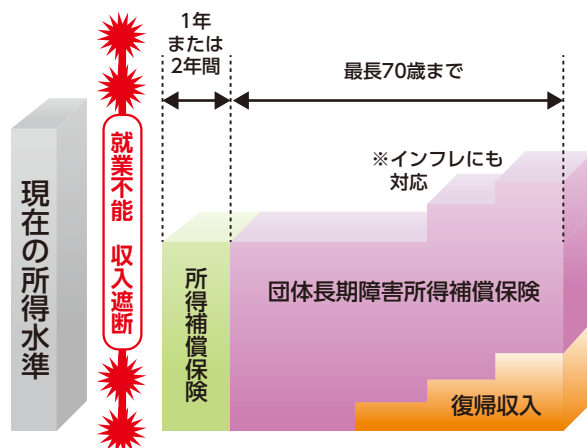 1年
または
2年間
最長70歳まで
※インフレにも
対応
現在の所得水準
就業不能 収入遮断
所得補償保険
団体長期障害所得補償保険
復帰収入